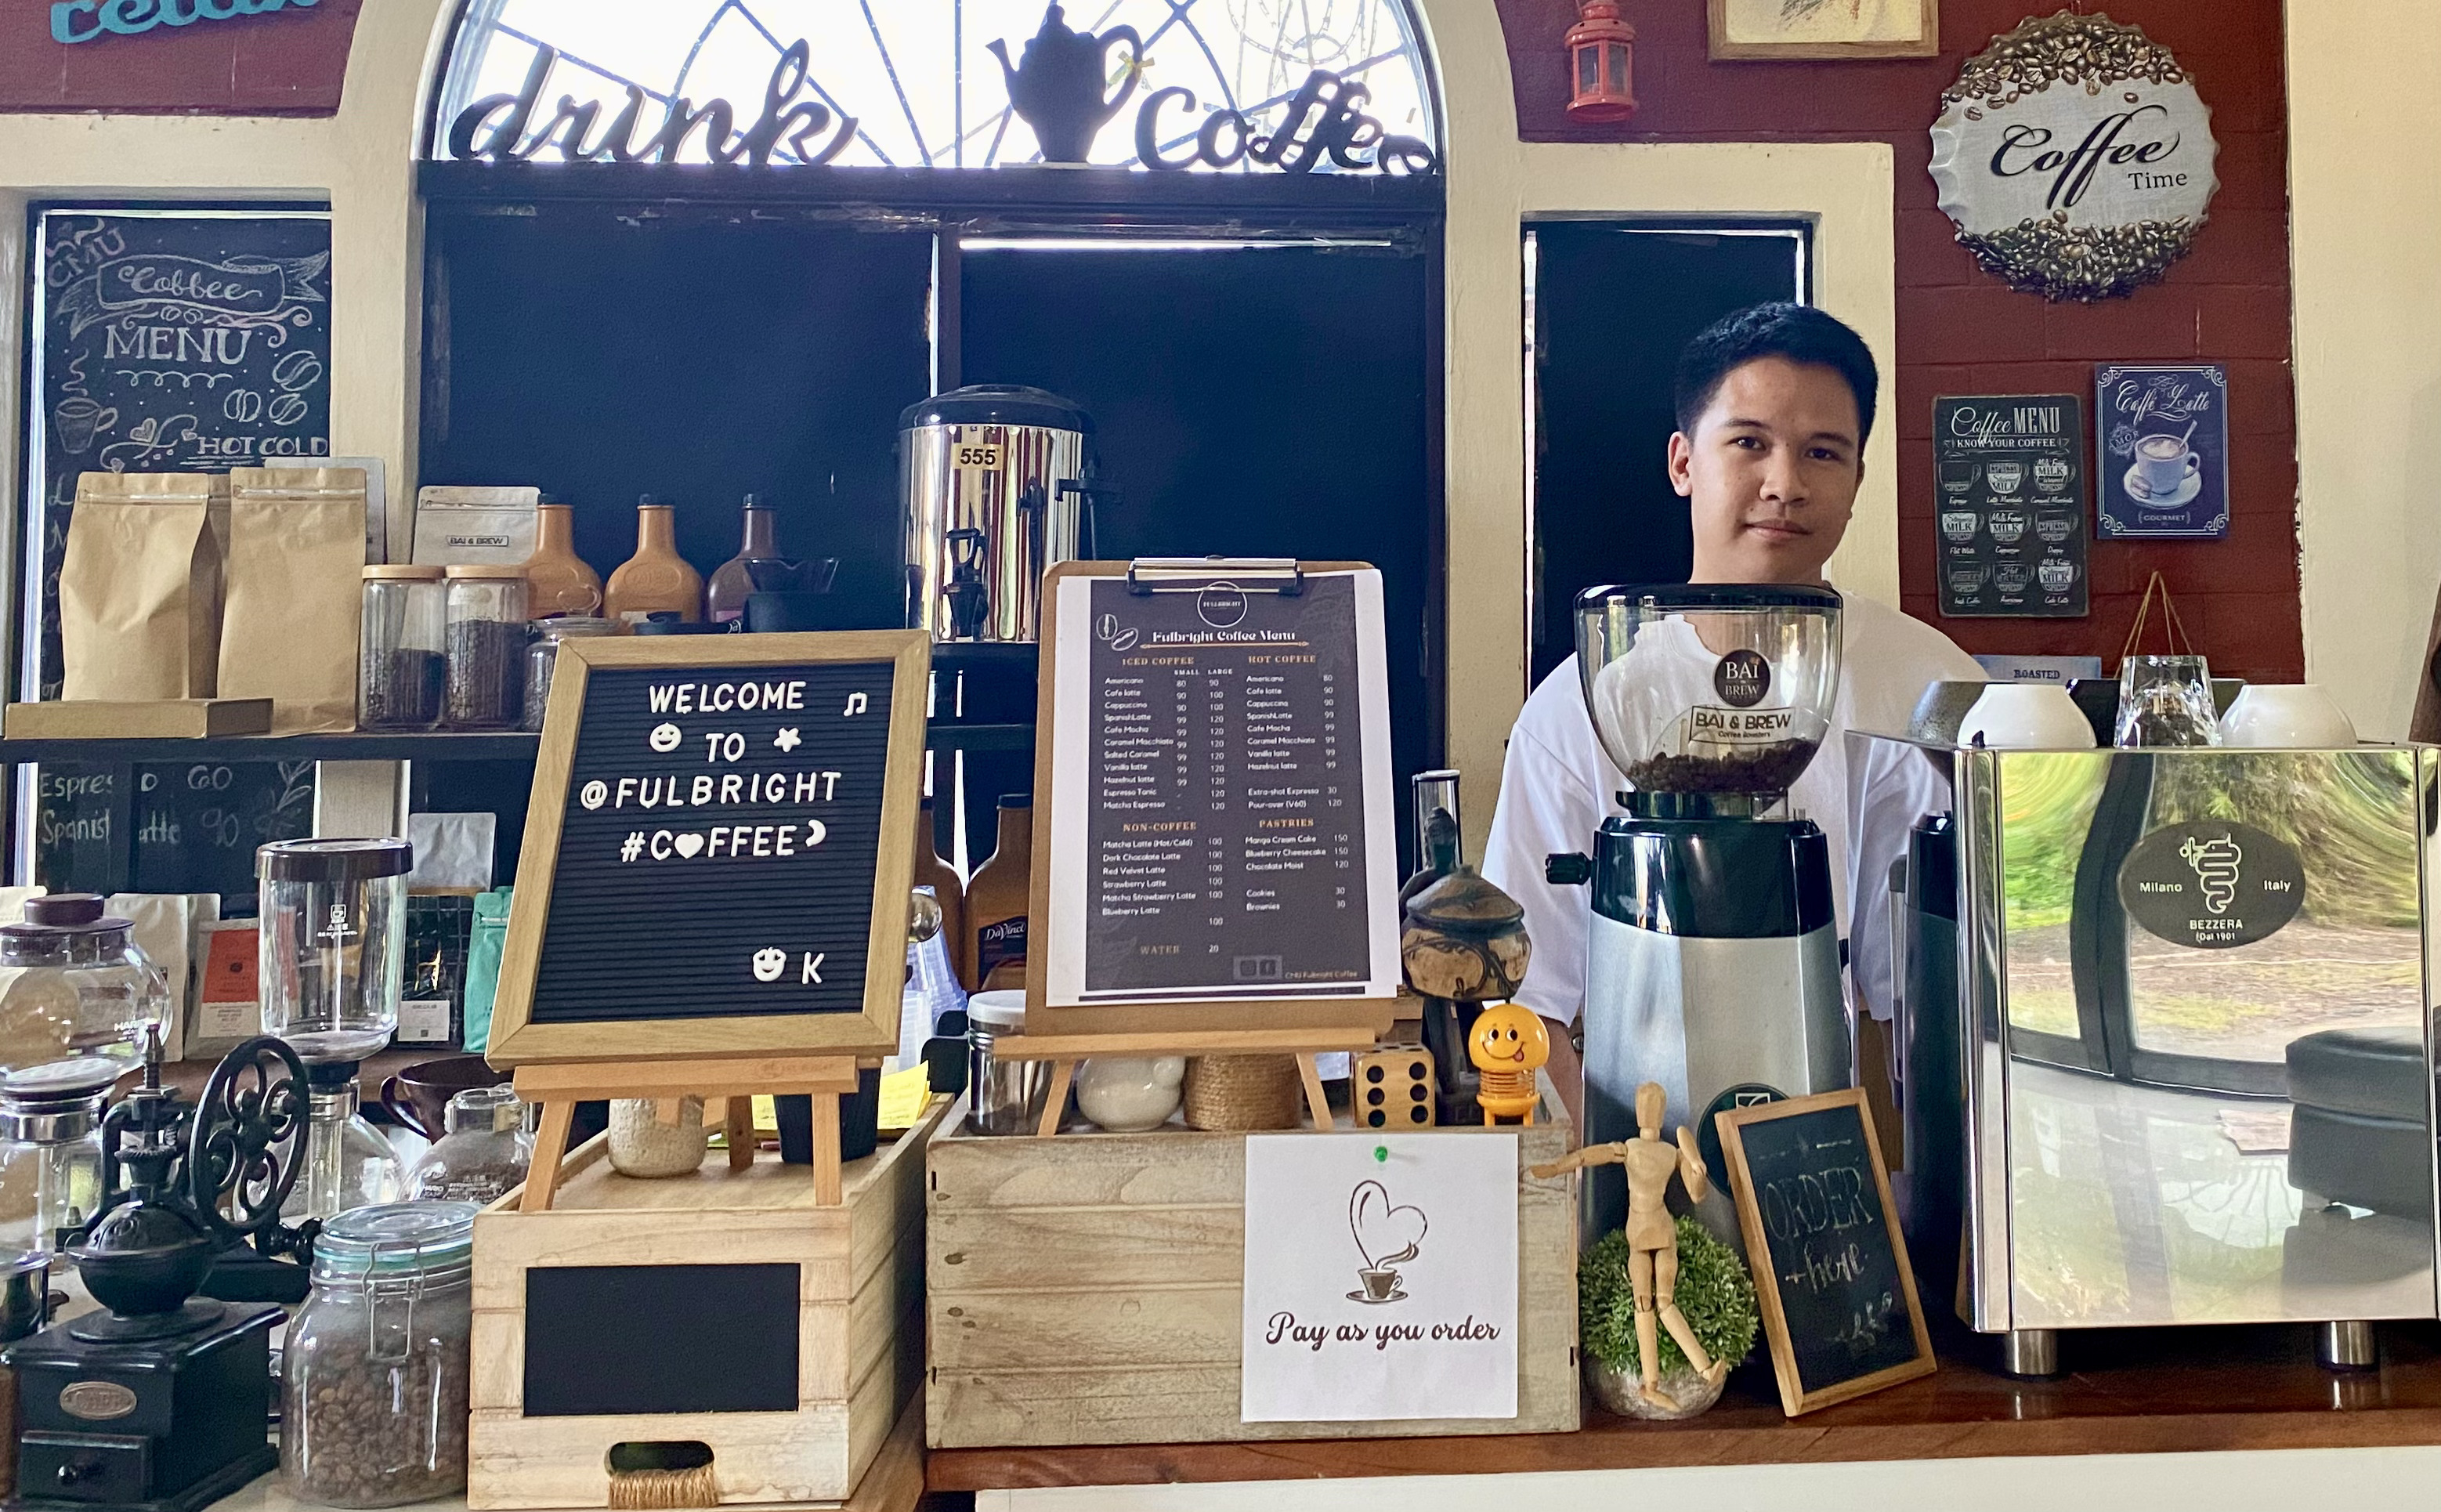 cellar
drink Coffee
Coffee
Time
CMU
Coffee
MENU
HOT COLD
555
BAI & BREW
Coffee MENU
KNOW YOUR COFFEE
Caffè Latte
GOURMET
ROASTED
WELCOME
TO
@FULBRIGHT
#C♥FFEE
K
FULBRIGHT
Fulbright Coffee Menu
ICED COFFEE
SMALL LARGE
Americano 80 90
Cafe latte 90 100
Cappuccino 90 100
SpanishLatte 99 120
Cafe Mocha 99 120
Caramel Macchiato 99 120
Salted Caramel 99 120
Vanilla latte 99 120
Hazelnut latte 99 120
Espresso Tonic - 120
Matcha Espresso - 120
HOT COFFEE
Americano 80
Cafe latte 90
Cappuccino 90
SpanishLatte 99
Cafe Mocha 99
Caramel Macchiato 99
Vanilla latte 99
Hazelnut latte 99
Extra-shot Espresso 30
Pour-over (V60) 120
NON-COFFEE
Matcha Latte (Hot/Cold) 100
Dark Chocolate Latte 100
Red Velvet Latte 100
Strawberry Latte 100
Matcha Strawberry Latte 100
Blueberry Latte
100
WATER 20
PASTRIES
Mango Cream Cake 150
Blueberry Cheesecake 150
Chocolate Moist 120
Cookies 30
Brownies 30
CMU Fulbright Coffee
BAI
BREW
BAI & BREW
Coffee Roasters
60
90
DaVinci
Milano Italy
BEZZERA
Dal 1901
Pay as you order
ORDER
here